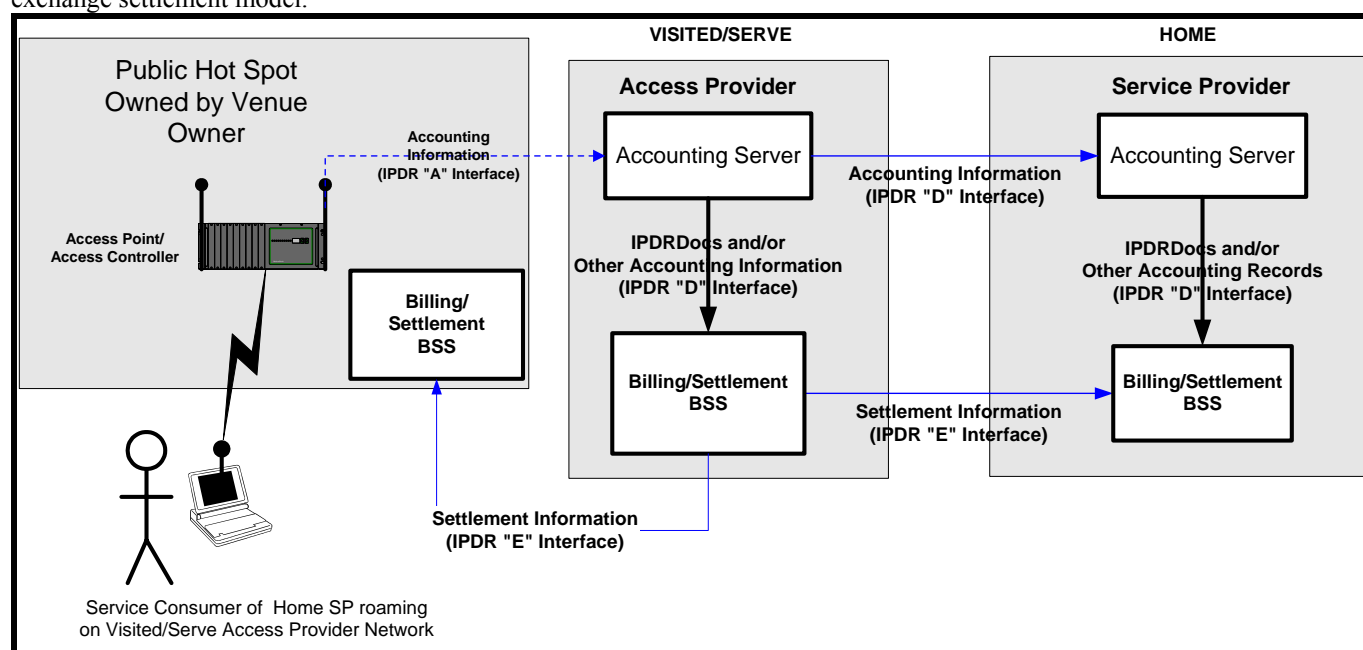 exchange settlement model.
VISITED/SERVE
HOME
Public Hot Spot
Owned by Venue
Owner
Accounting
Information
(IPDR "A" Interface)
Access Point/
Access Controller
Billing/
Settlement
BSS
Access Provider
Accounting Server
Accounting Information
(IPDR "D" Interface)
IPDRDocs and/or
Other Accounting Information
(IPDR "D" Interface)
Billing/Settlement
BSS
Settlement Information
(IPDR "E" Interface)
Service Provider
Accounting Server
IPDRDocs and/or
Other Accounting Records
(IPDR "D" Interface)
Billing/Settlement
BSS
Settlement Information
(IPDR "E" Interface)
Service Consumer of Home SP roaming
on Visited/Serve Access Provider Network